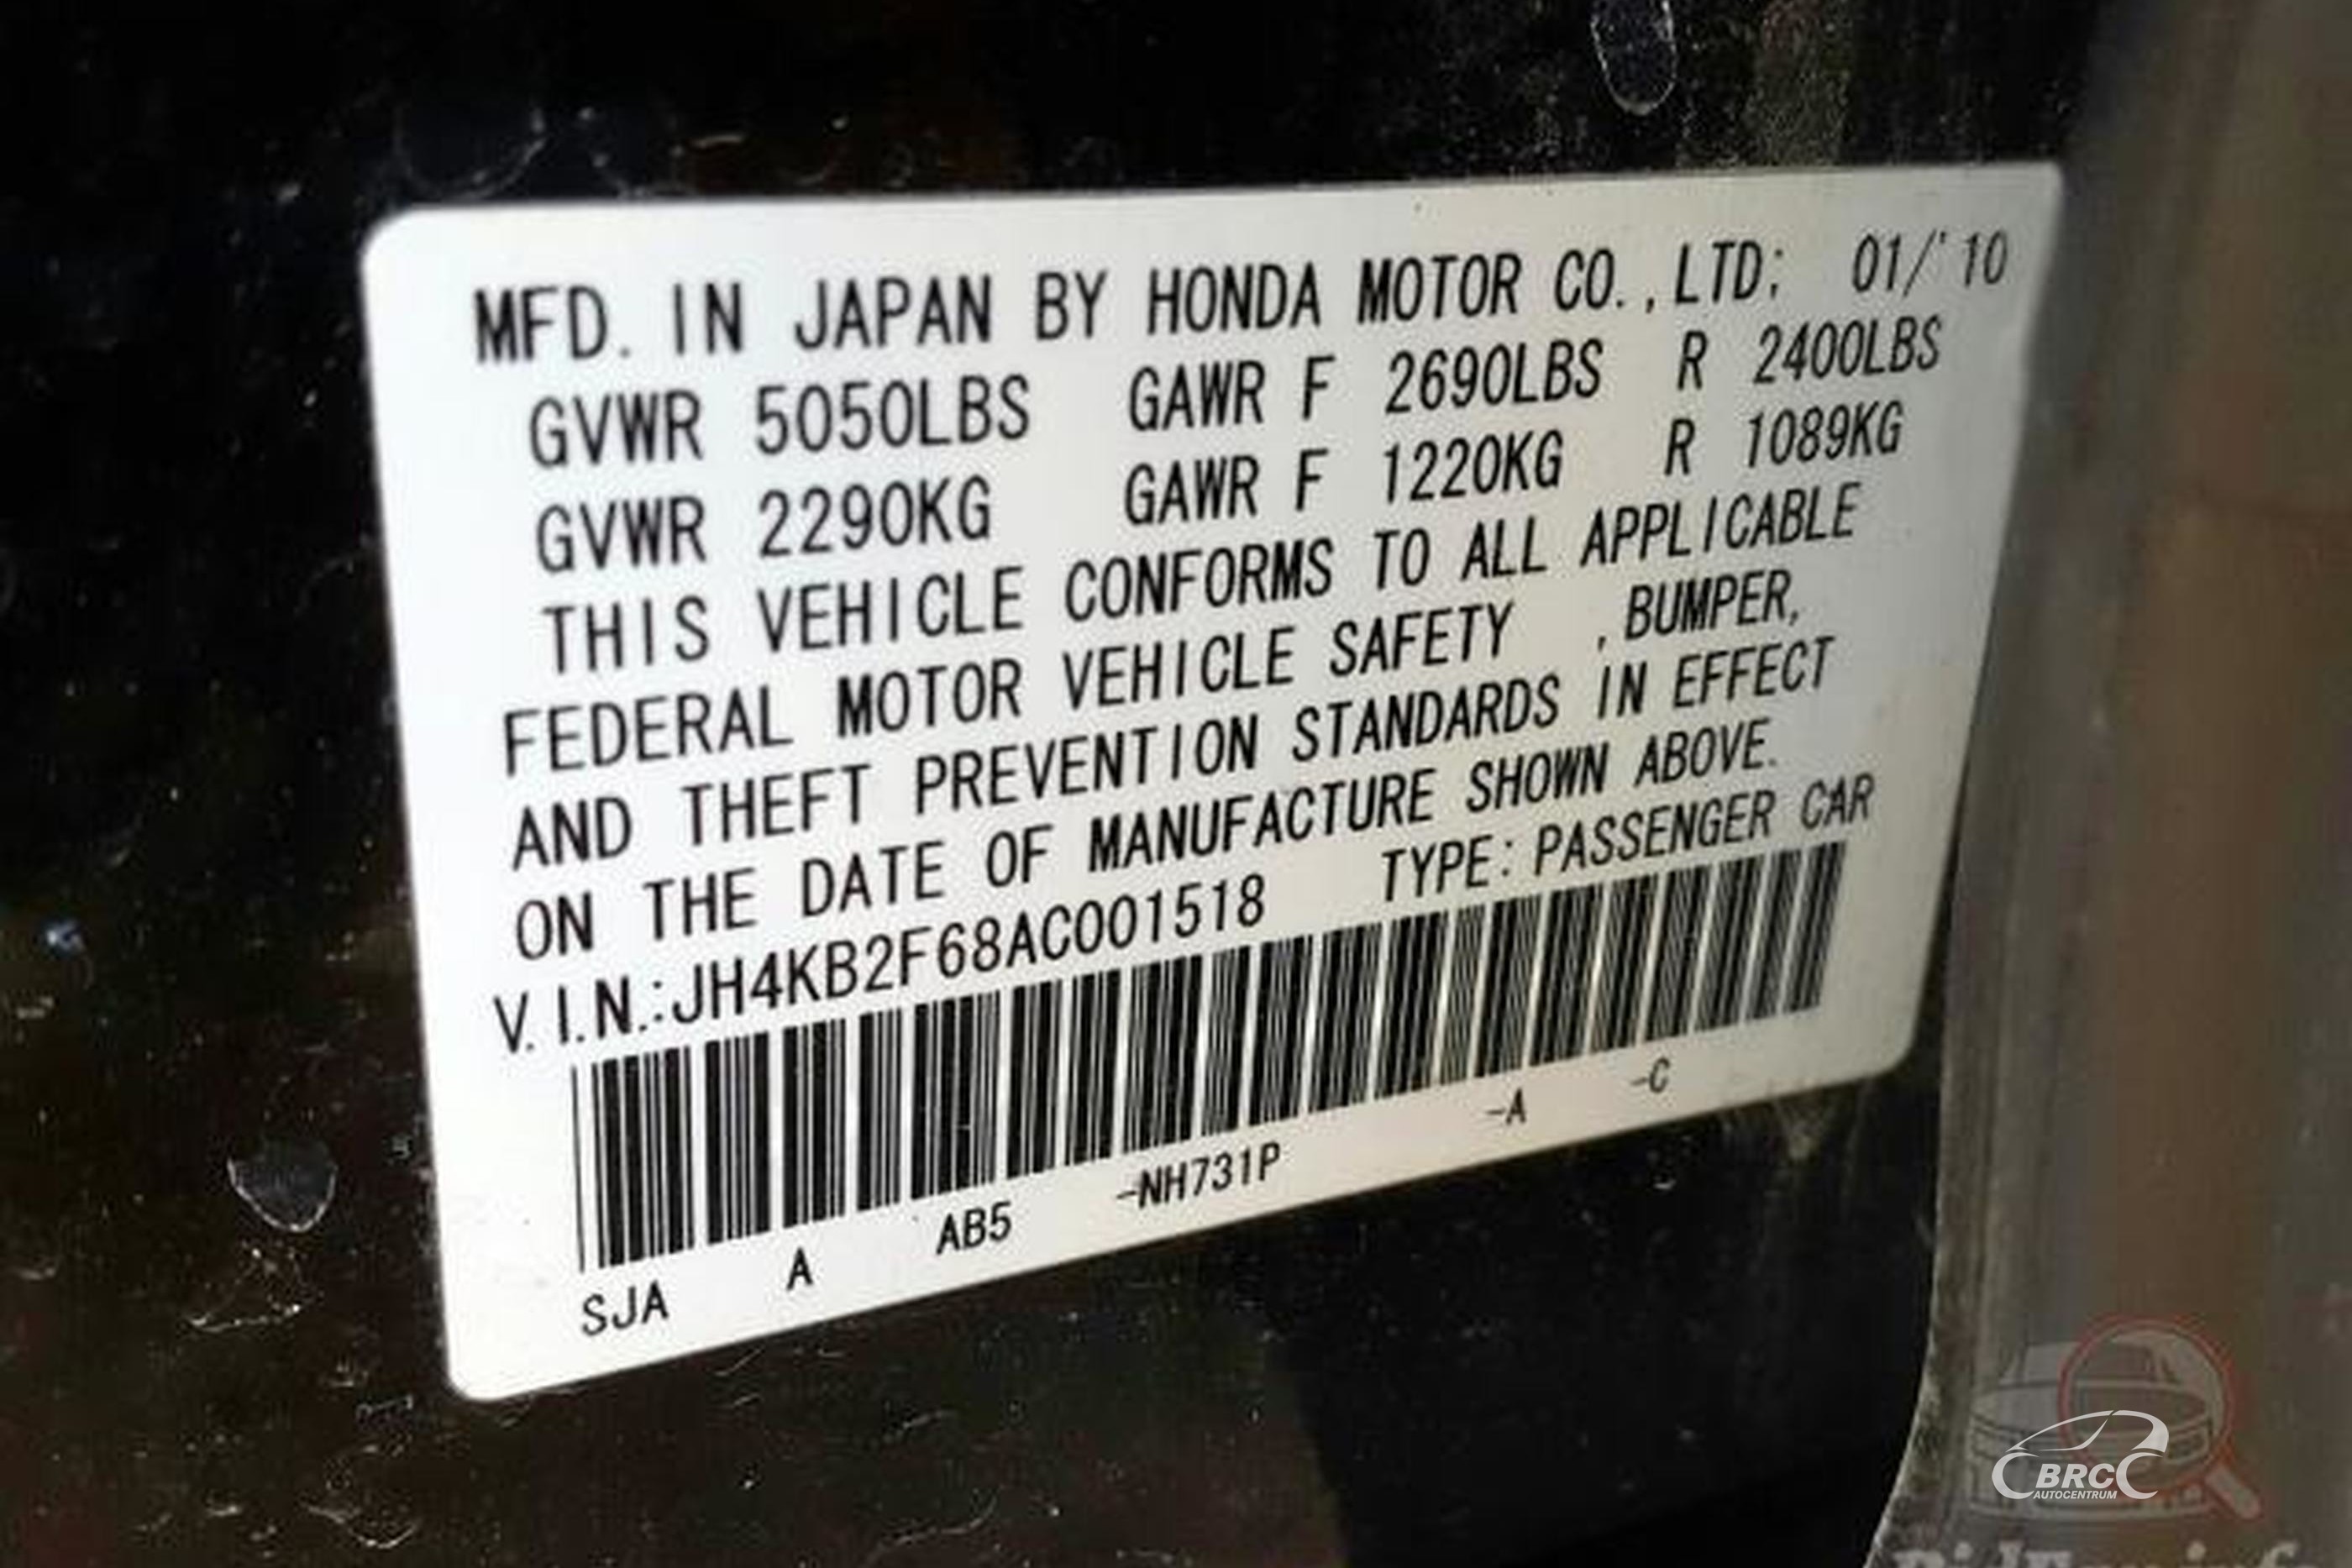 MFD. IN JAPAN BY HONDA MOTOR CO.,LTD; 01/'10
GVWR 5050LBS GAWR F 2690LBS R 2400LBS
GVWR 2290KG GAWR F 1220KG R 1089KG
THIS VEHICLE CONFORMS TO ALL APPLICABLE
FEDERAL MOTOR VEHICLE SAFETY , BUMPER,
AND THEFT PREVENTION STANDARDS IN EFFECT
ON THE DATE OF MANUFACTURE SHOWN ABOVE.
V.I.N.:JH4KB2F68AC001518 TYPE: PASSENGER CAR
SJA A AB5 -NH731P -A -C
BRC
AUTOCENTRUM